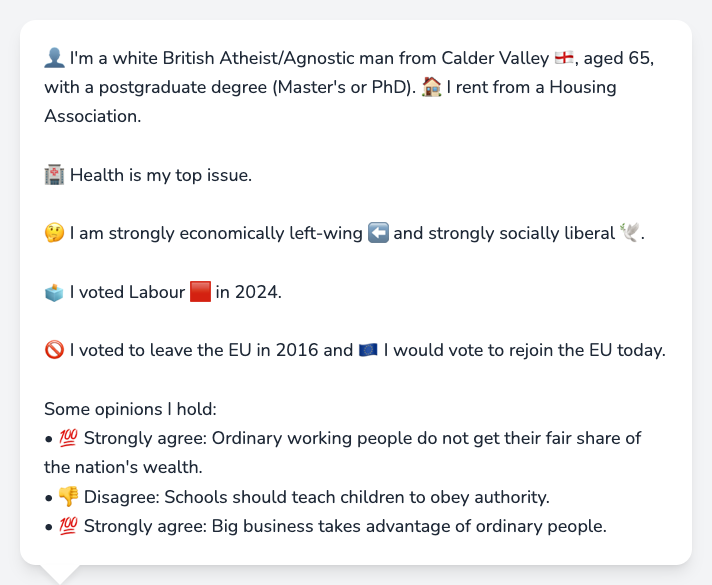 👤 I'm a white British Atheist/Agnostic man from Calder Valley 🏴󠁧󠁢󠁥󠁮󠁧󠁿, aged 65,
with a postgraduate degree (Master's or PhD). 🏠 I rent from a Housing
Association.
🏥 Health is my top issue.
🤔 I am strongly economically left-wing ⬅️ and strongly socially liberal 🕊️.
🗳️ I voted Labour 🟥 in 2024.
🚫 I voted to leave the EU in 2016 and 🇪🇺 I would vote to rejoin the EU today.
Some opinions I hold:
• 💯 Strongly agree: Ordinary working people do not get their fair share of
the nation's wealth.
• 👎 Disagree: Schools should teach children to obey authority.
• 💯 Strongly agree: Big business takes advantage of ordinary people.